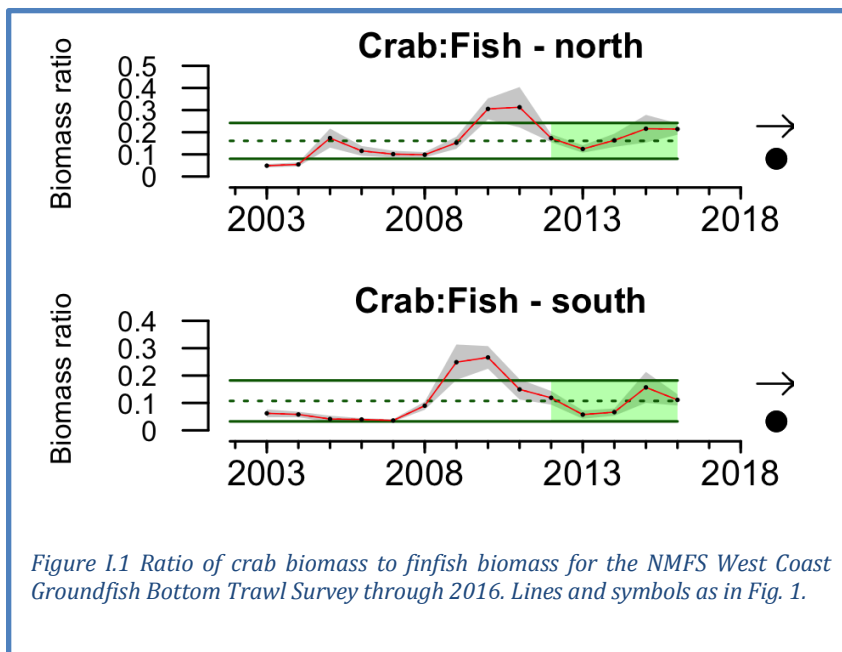 Crab:Fish - north
Biomass ratio
0.5
0.4
0.3
0.2
0.1
0
2003 2008 2013 2018
Crab:Fish - south
Biomass ratio
0.4
0.3
0.2
0.1
0
2003 2008 2013 2018
Figure I.1 Ratio of crab biomass to finfish biomass for the NMFS West Coast
Groundfish Bottom Trawl Survey through 2016. Lines and symbols as in Fig. 1.